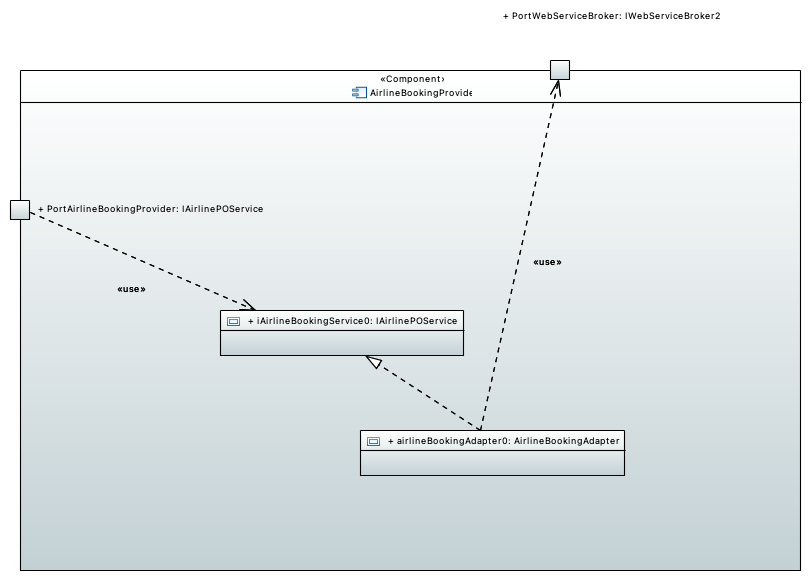 + PortWebServiceBroker: IWebServiceBroker2
«Component»
AirlineBookingProvide
+ PortAirlineBookingProvider: IAirlinePOService
«use»
«use»
+ iAirlineBookingService0: IAirlinePOService
+ airlineBookingAdapter0: AirlineBookingAdapter